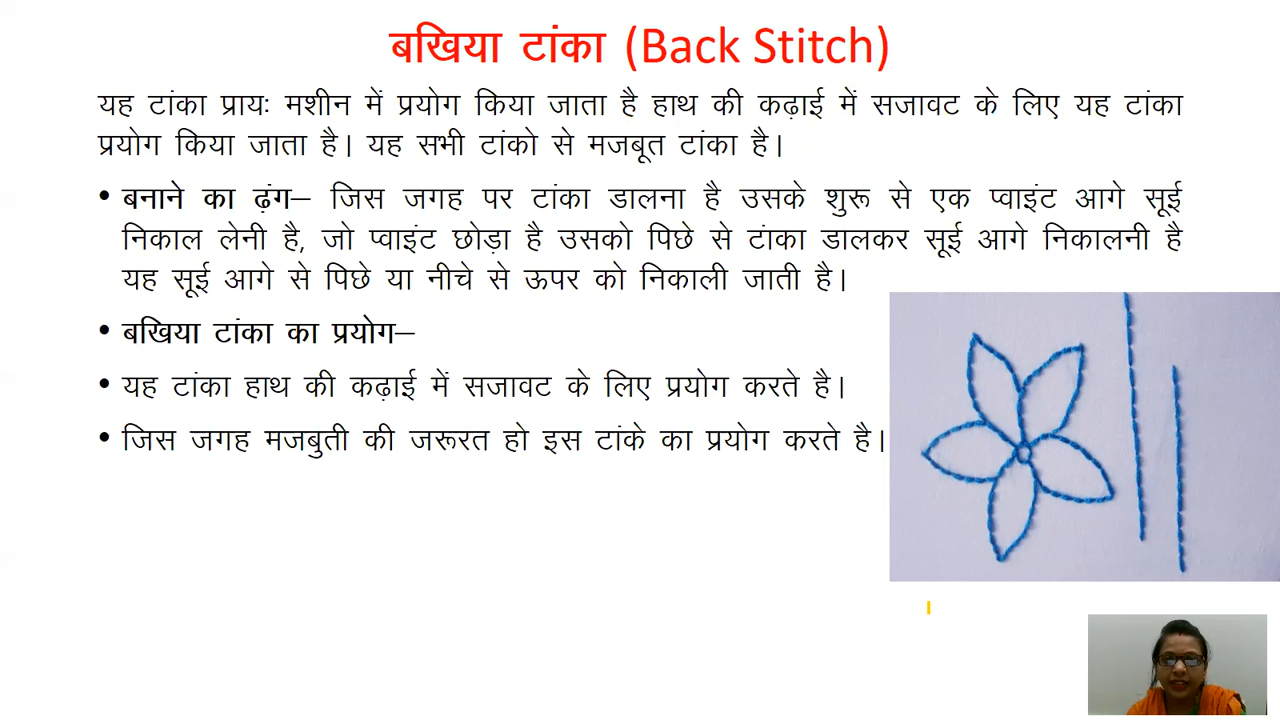 बखिया टांका (Back Stitch)
यह टांका प्रायः मशीन में प्रयोग किया जाता है हाथ की कढ़ाई में सजावट के लिए यह टांका
प्रयोग किया जाता है। यह सभी टांको से मजबूत टांका है।
• बनाने का ढ़ंग– जिस जगह पर टांका डालना है उसके शुरू से एक प्वाइंट आगे सूई
निकाल लेनी है, जो प्वाइंट छोड़ा है उसको पिछे से टांका डालकर सूई आगे निकालनी है
यह सूई आगे से पिछे या नीचे से ऊपर को निकाली जाती है।
• बखिया टांका का प्रयोग–
• यह टांका हाथ की कढ़ाई में सजावट के लिए प्रयोग करते है।
• जिस जगह मजबुती की जरूरत हो इस टांके का प्रयोग करते है।